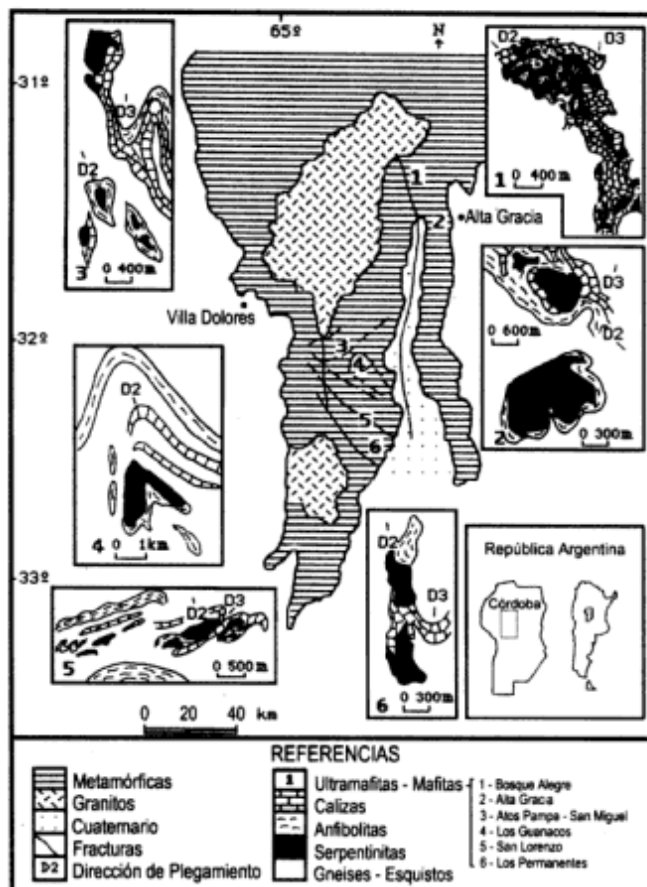 65º
N
31º
D2
D3
1
0 400m
D3
D2
3
0 400m
1
2
Alta Gracia
Villa Dolores
D3
D2
0 600m
2
0 300m
32º
3
4
5
6
D2
4 0 1km
33º
D2 D3
5
0 500m
D2
D3
6
0 300m
República Argentina
Córdoba
0 20 40
km
REFERENCIAS
Metamórficas
Granitos
Cuaternario
Fracturas
D2 Dirección de Plegamiento
1 Ultramafitas - Mafitas
Calizas
Anfibolitas
Serpentinitas
Gneises - Esquistos
1 - Bosque Alegre
2 - Alta Gracia
3 - Atos Pampa - San Miguel
4 - Los Guanacos
5 - San Lorenzo
6 - Los Permanentes